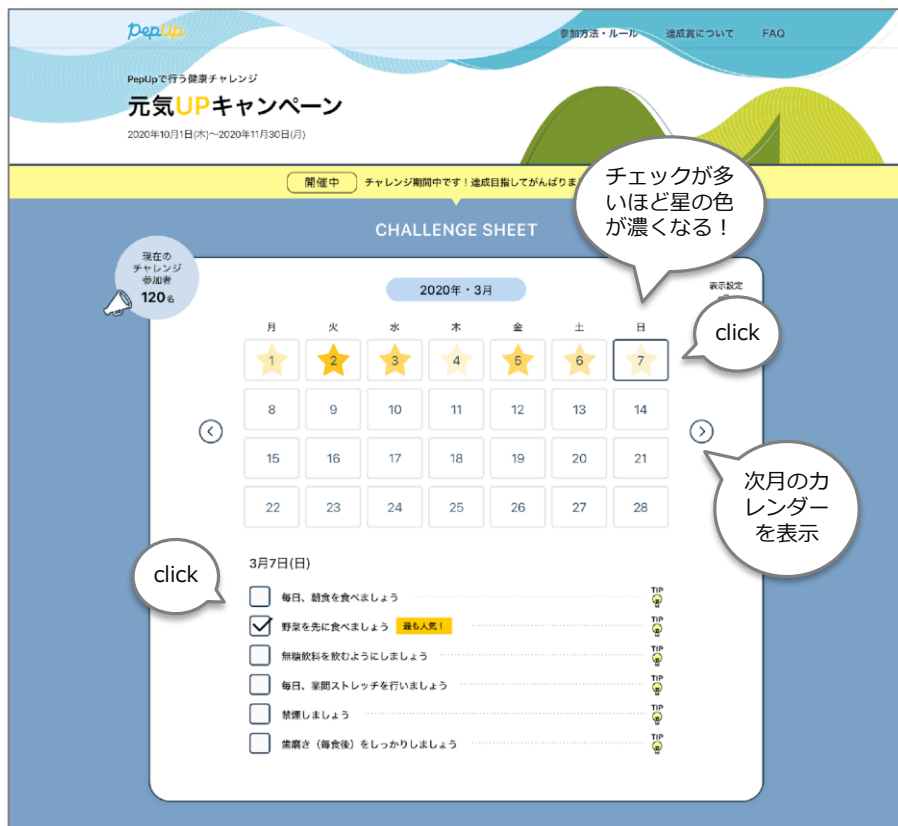 PepUp
参加方法・ルール 達成賞について FAQ
PepUpで行う健康チャレンジ
元気UPキャンペーン
2020年10月1日(木)〜2020年11月30日(月)
開催中 チャレンジ期間中です！達成目指してがんばりま
チェックが多
いほど星の色
が濃くなる！
CHALLENGE SHEET
現在の
チャレンジ
参加者
120名
2020年・3月
表示設定
click
月 火 水 木 金 土 日
1 2 3 4 5 6 7
8 9 10 11 12 13 14
15 16 17 18 19 20 21
22 23 24 25 26 27 28
次月のカ
レンダー
を表示
click
3月7日(日)
毎日、朝食を食べましょう TIP
野菜を先に食べましょう 最も人気！ TIP
無糖飲料を飲むようにしましょう TIP
毎日、業間ストレッチを行いましょう TIP
禁煙しましょう TIP
歯磨き（毎食後）をしっかりしましょう TIP